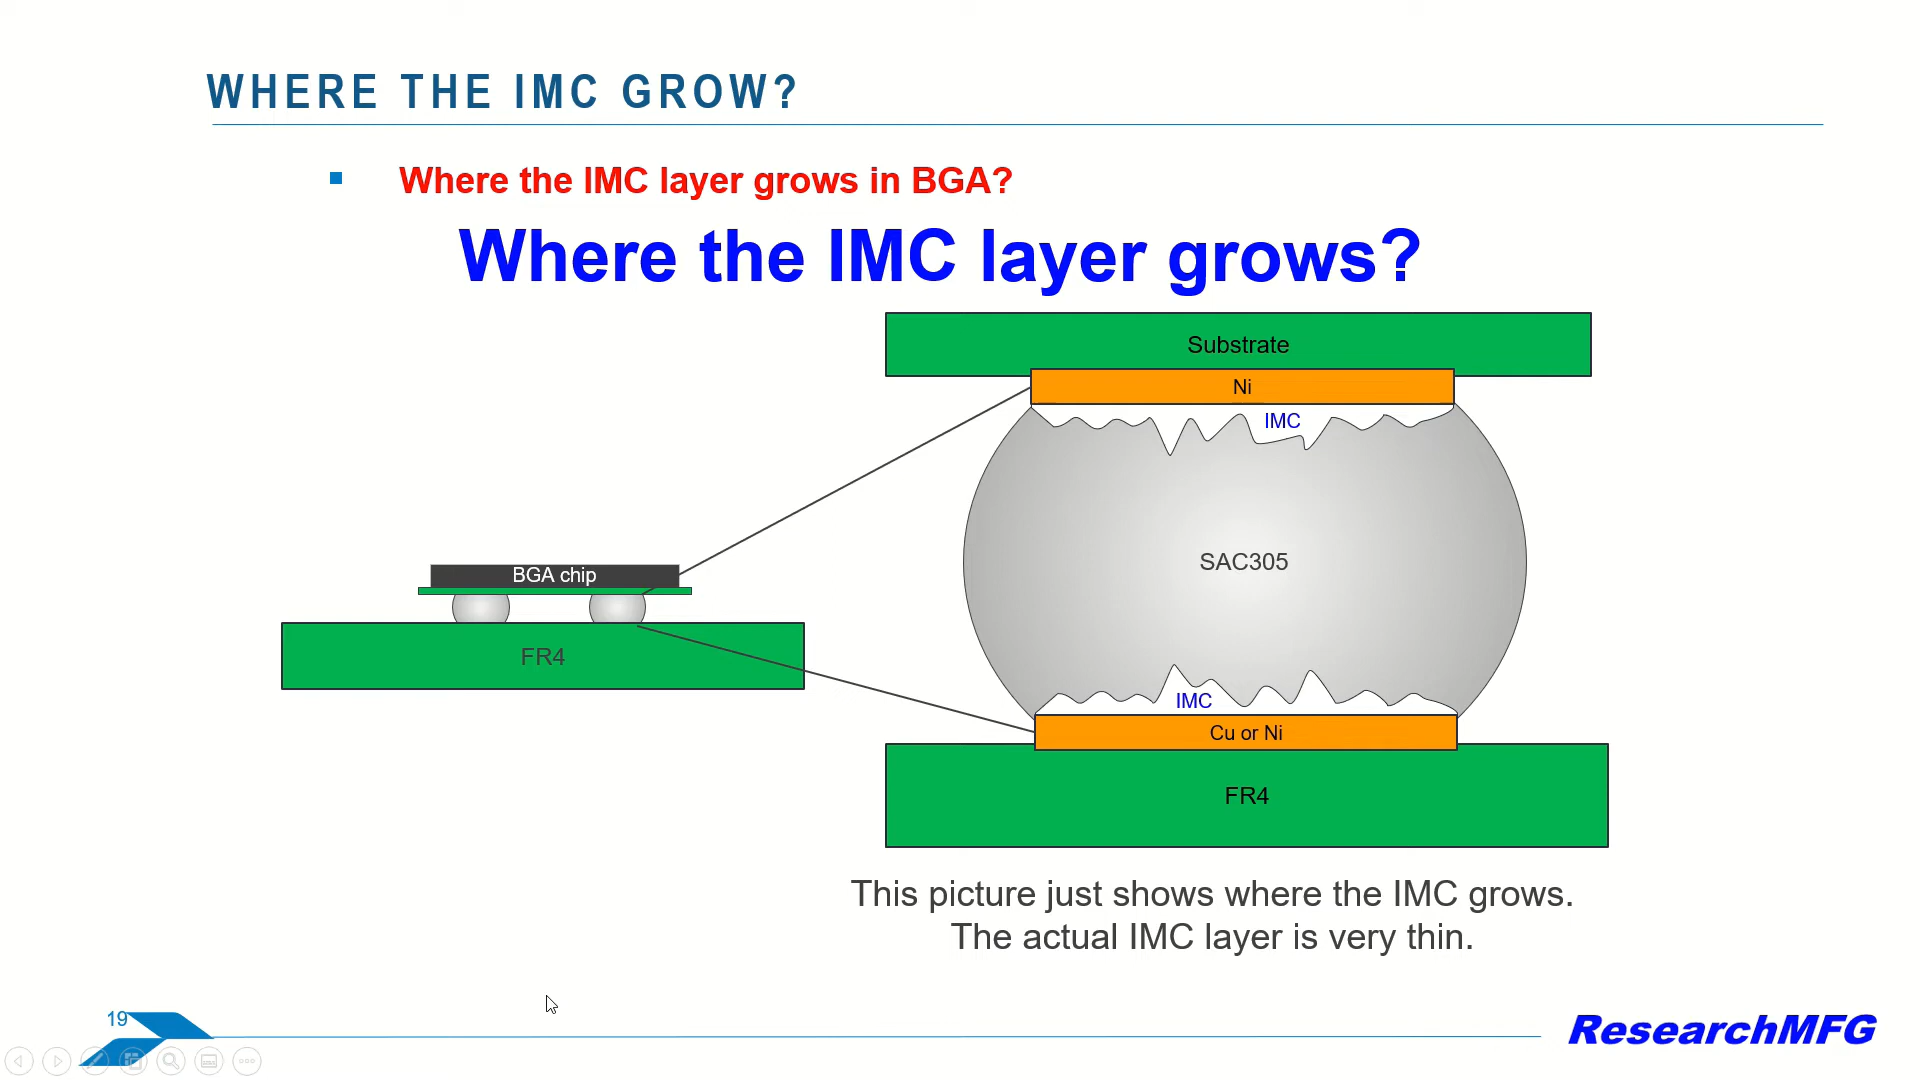 WHERE THE IMC GROW?
Where the IMC layer grows in BGA?
Where the IMC layer grows?
Substrate
Ni
IMC
SAC305
BGA chip
FR4
IMC
Cu or Ni
FR4
This picture just shows where the IMC grows.
The actual IMC layer is very thin.
19
ResearchMFG